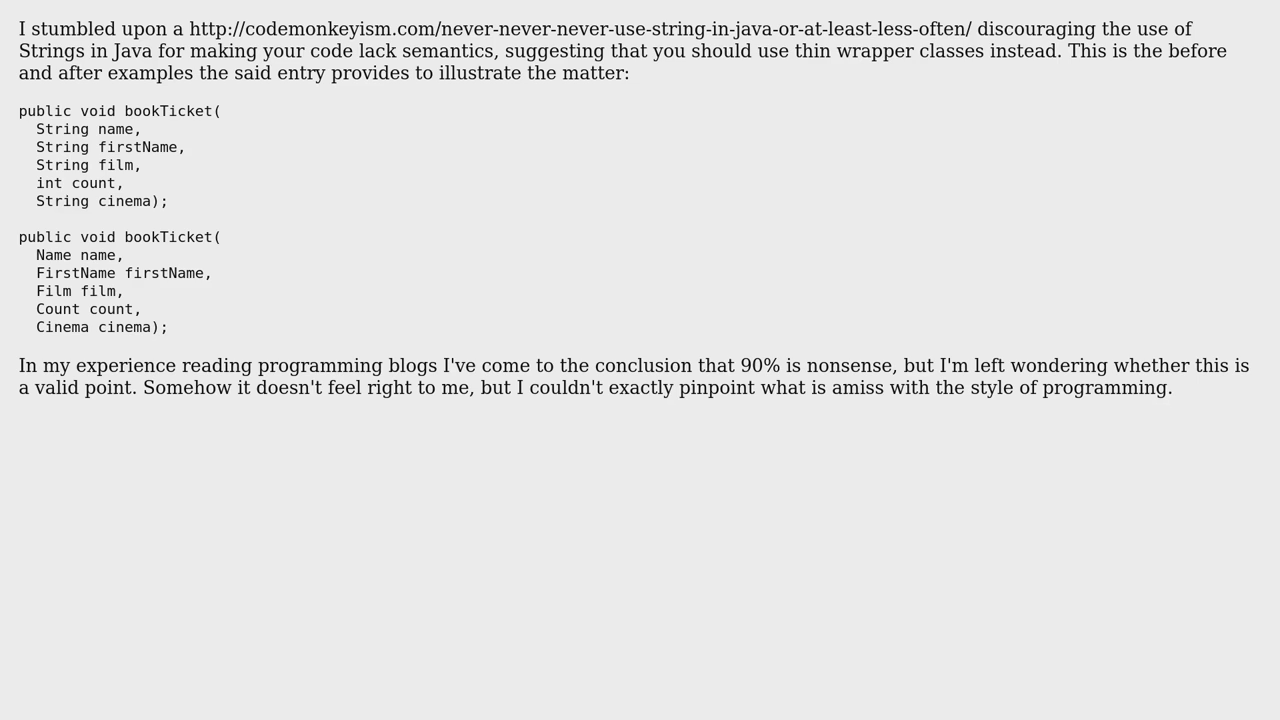 I stumbled upon a http://codemonkeyism.com/never-never-never-use-string-in-java-or-at-least-less-often/ discouraging the use of
Strings in Java for making your code lack semantics, suggesting that you should use thin wrapper classes instead. This is the before
and after examples the said entry provides to illustrate the matter:
public void bookTicket(
  String name,
  String firstName,
  String film,
  int count,
  String cinema);
public void bookTicket(
  Name name,
  FirstName firstName,
  Film film,
  Count count,
  Cinema cinema);
In my experience reading programming blogs I've come to the conclusion that 90% is nonsense, but I'm left wondering whether this is
a valid point. Somehow it doesn't feel right to me, but I couldn't exactly pinpoint what is amiss with the style of programming.